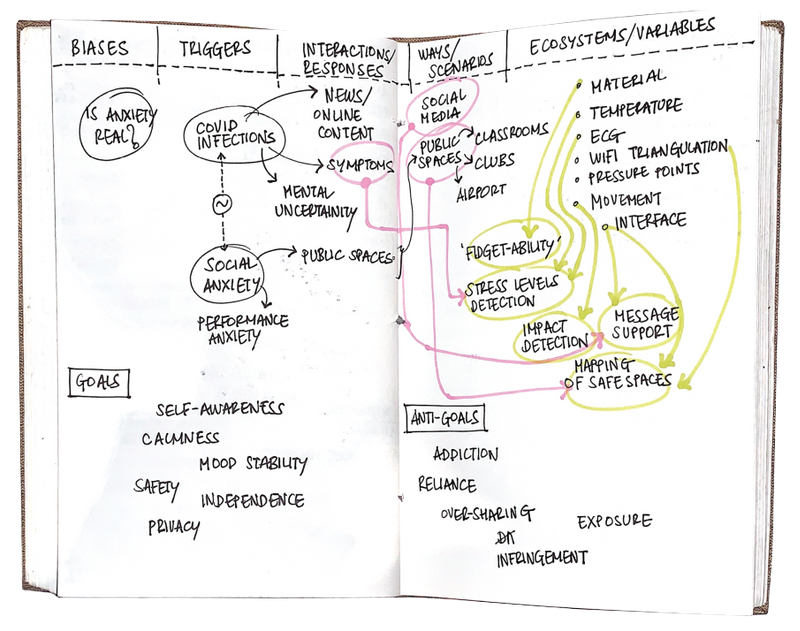 BIASES
TRIGGERS
INTERACTIONS/
RESPONSES
WAYS/
SCENARIOS
ECOSYSTEMS/VARIABLES
IS ANXIETY
REAL?
COVID
INFECTIONS
NEWS/
ONLINE
CONTENT
SYMPTOMS
MENTAL
UNCERTAINITY
~
SOCIAL
ANXIETY
PUBLIC SPACES
PERFORMANCE
ANXIETY
SOCIAL
MEDIA
PUBLIC
SPACES
CLASSROOMS
CLUBS
AIRPORT
MATERIAL
TEMPERATURE
ECG
WIFI TRIANGULATION
PRESSURE POINTS
MOVEMENT
INTERFACE
'FIDGET-ABILITY'
STRESS LEVELS
DETECTION
IMPACT
DETECTION
MESSAGE
SUPPORT
MAPPING
OF SAFE SPACES
GOALS
SELF-AWARENESS
CALMNESS
MOOD STABILITY
SAFETY
INDEPENDENCE
PRIVACY
ANTI-GOALS
ADDICTION
RELIANCE
OVER-SHARING
EXPOSURE
INFRINGEMENT